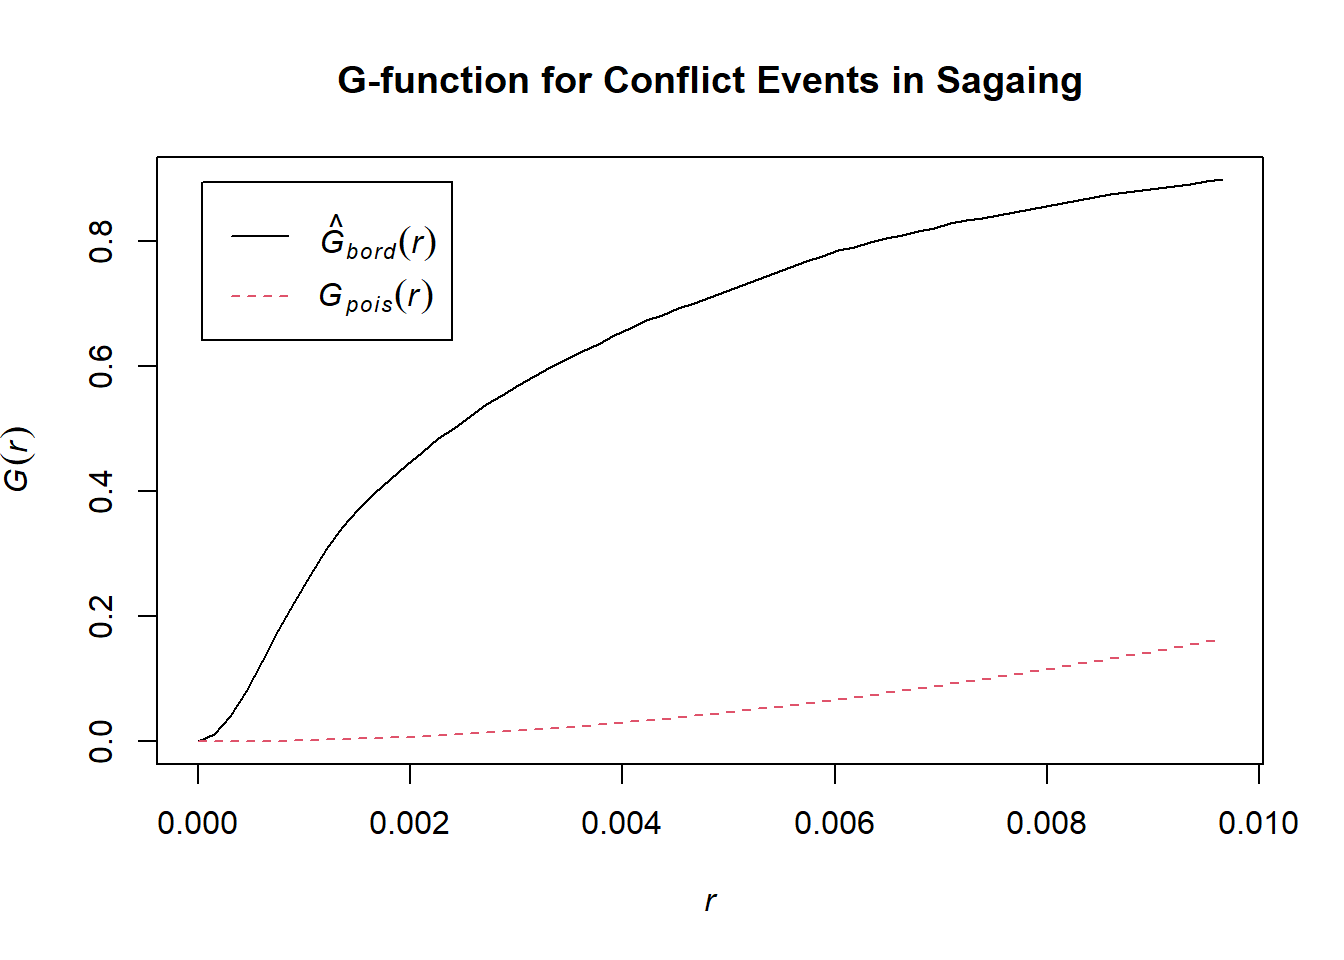 G-function for Conflict Events in Sagaing
Ĝbord(r)
Gpois(r)
G(r)
0.8
0.6
0.4
0.2
0.0
0.000 0.002 0.004 0.006 0.008 0.010
r